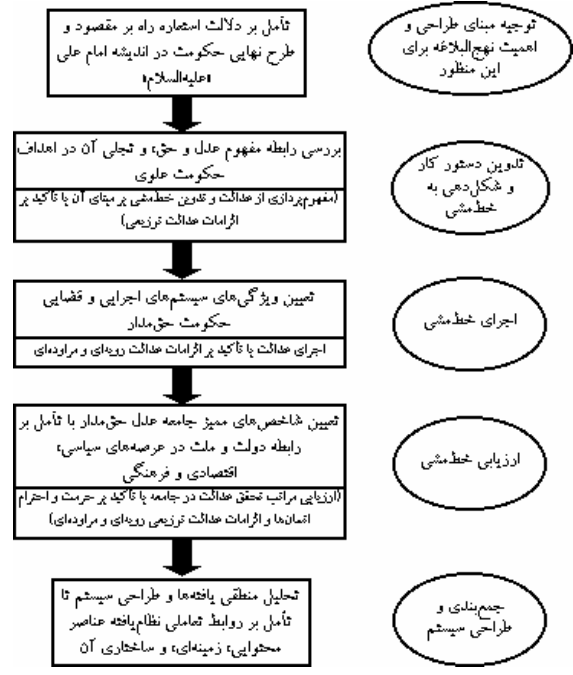 تأمل بر دلالت استعاره راه بر مقصود و
طرح نهایی حکومت در اندیشه امام علی
«علیه‌السلام»
توجیه مبنای طراحی و
اهمیت نهج‌البلاغه برای
این منظور
بررسی رابطه مفهوم عدل و حق، و تجلی آن در اهداف
حکومت علوی
(مفهوم‌پردازی از عدالت و تدوین خط‌مشی بر مبنای آن با تأکید بر
الزامات عدالت توزیعی)
تدوین دستور کار
و شکل‌دهی به
خط‌مشی
تعیین ویژگی‌های سیستم‌های اجرایی و قضایی
حکومت حق‌مدار
اجرای عدالت با تأکید بر الزامات عدالت رویه‌ای و مراوده‌ای
اجرای خط‌مشی
تعیین شاخص‌های ممیز جامعه عدل حق‌مدار با تأمل بر
رابطه دولت و ملت در عرصه‌های سیاسی،
اقتصادی و فرهنگی
(ارزیابی مراتب تحقق عدالت در جامعه با تأکید بر حرمت و احترام
انسان‌ها و الزامات عدالت توزیعی رویه‌ای و مراوده‌ای)
ارزیابی خط‌مشی
تحلیل منطقی یافته‌ها و طراحی سیستم تا
تأمل بر روابط تعاملی نظام‌یافته عناصر
محتوایی، زمینه‌ای، و ساختاری آن
جمع‌بندی و
طراحی سیستم